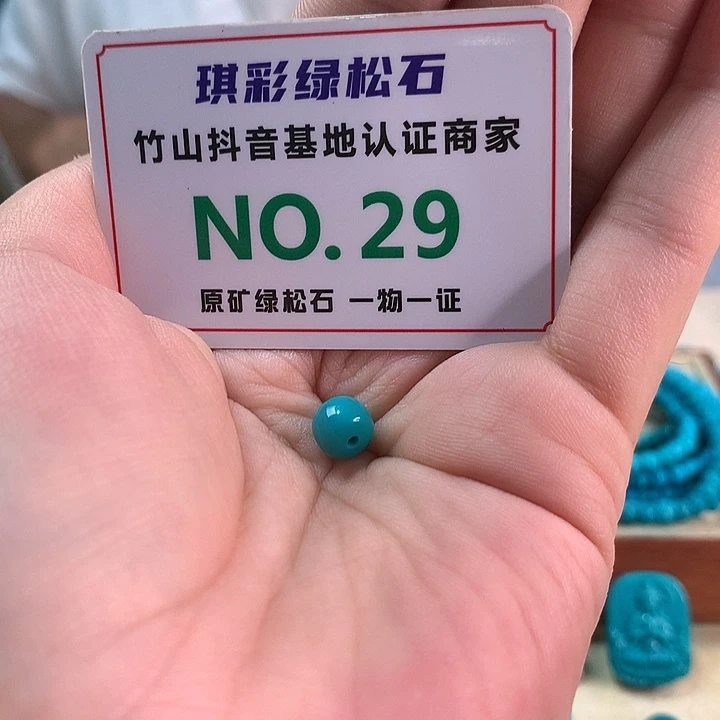 琪彩绿松石
竹山抖音基地认证商家
NO.29
原矿绿松石 一物一证